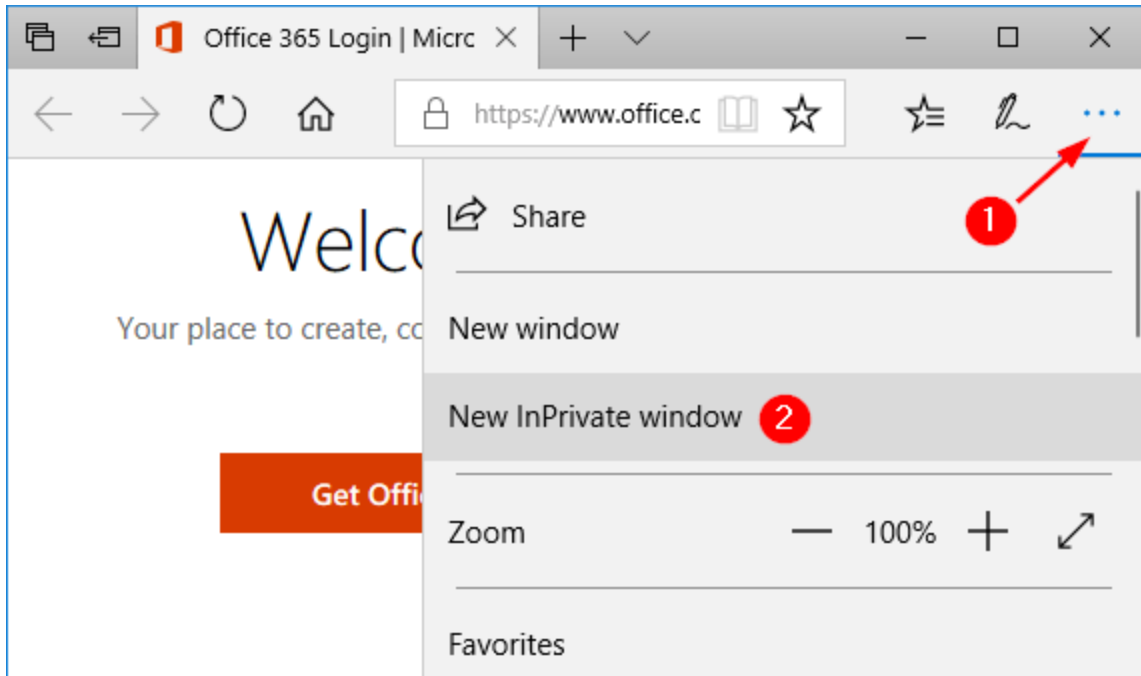 Office 365 Login | Micrc
https://www.office.c
1
Share
Welco
Your place to create, cc
New window
New InPrivate window 2
Get Offi
Zoom 100%
Favorites